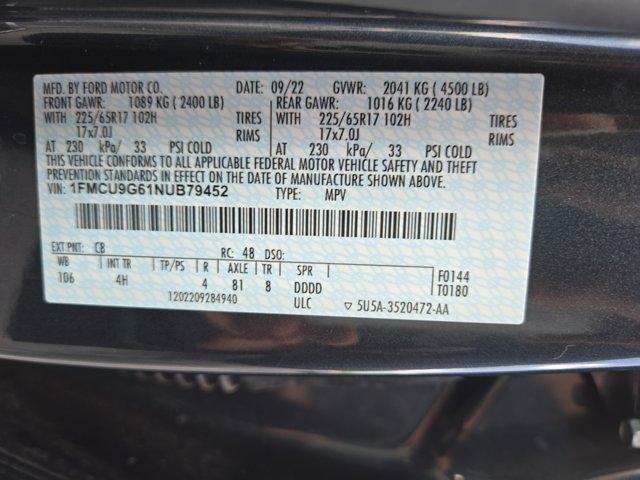 MFD. BY FORD MOTOR CO. DATE: 09/22 GVWR: 2041 KG ( 4500 LB)
FRONT GAWR: 1089 KG ( 2400 LB) REAR GAWR: 1016 KG ( 2240 LB)
WITH 225/65R17 102H TIRES WITH 225/65R17 102H TIRES
17x7.0J RIMS 17x7.0J RIMS
AT 230 kPa/ 33 PSI COLD AT 230 kPa/ 33 PSI COLD
THIS VEHICLE CONFORMS TO ALL APPLICABLE FEDERAL MOTOR VEHICLE SAFETY AND THEFT
PREVENTION STANDARDS IN EFFECT ON THE DATE OF MANUFACTURE SHOWN ABOVE.
VIN: 1FMCU9G61NUB79452 TYPE: MPV
EXT PNT: C8 RC: 48 DSO:
WB INT TR TP/PS R AXLE TR SPR F0144
106 4H 4 81 8 DDDD T0180
1202209284940 ULC ▽ 5U5A-3520472-AA